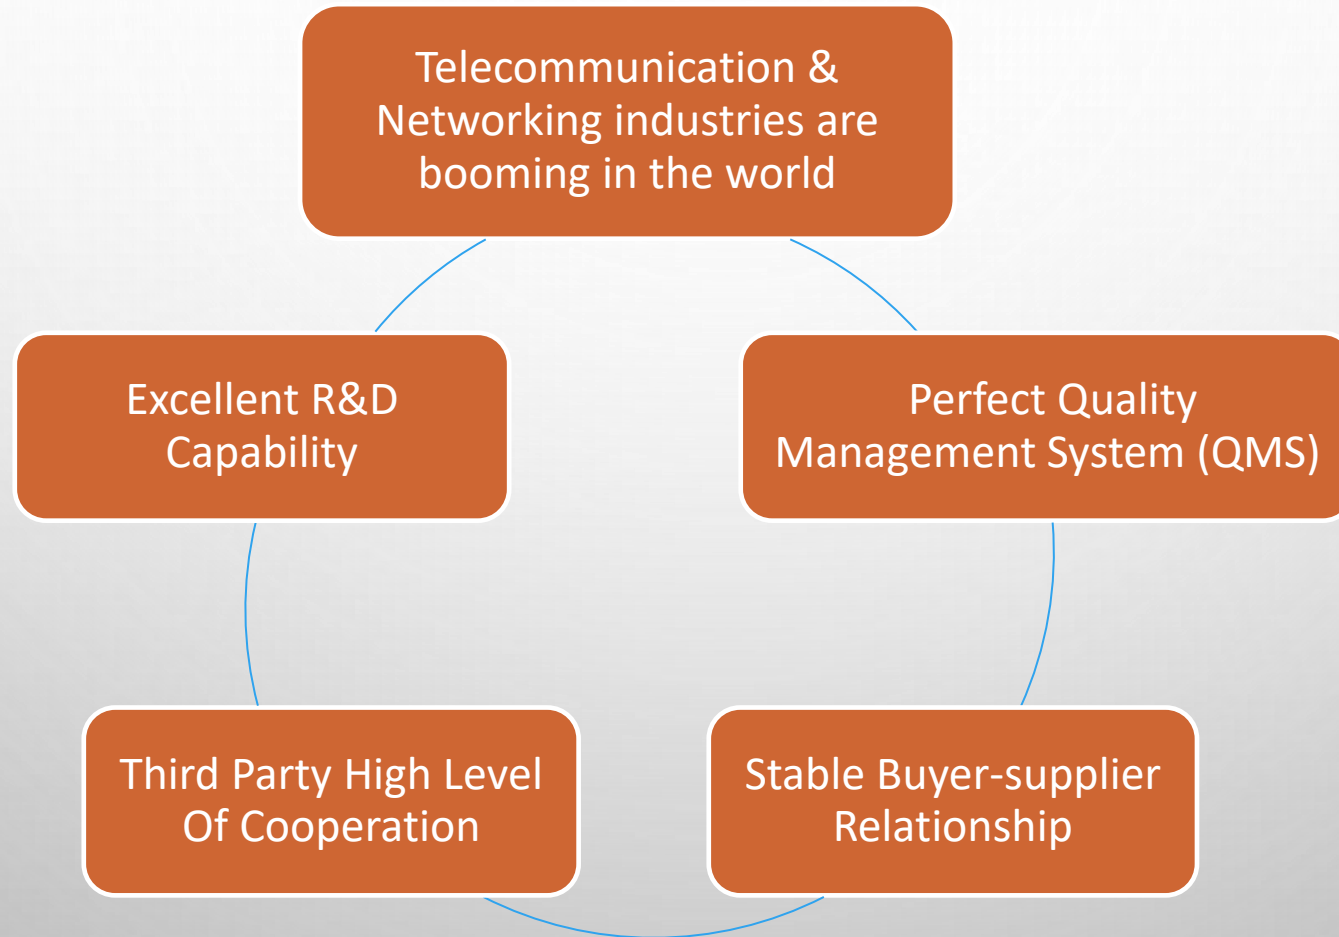 Telecommunication &
Networking industries are
booming in the world
Excellent R&D
Capability
Perfect Quality
Management System (QMS)
Third Party High Level
Of Cooperation
Stable Buyer-supplier
Relationship